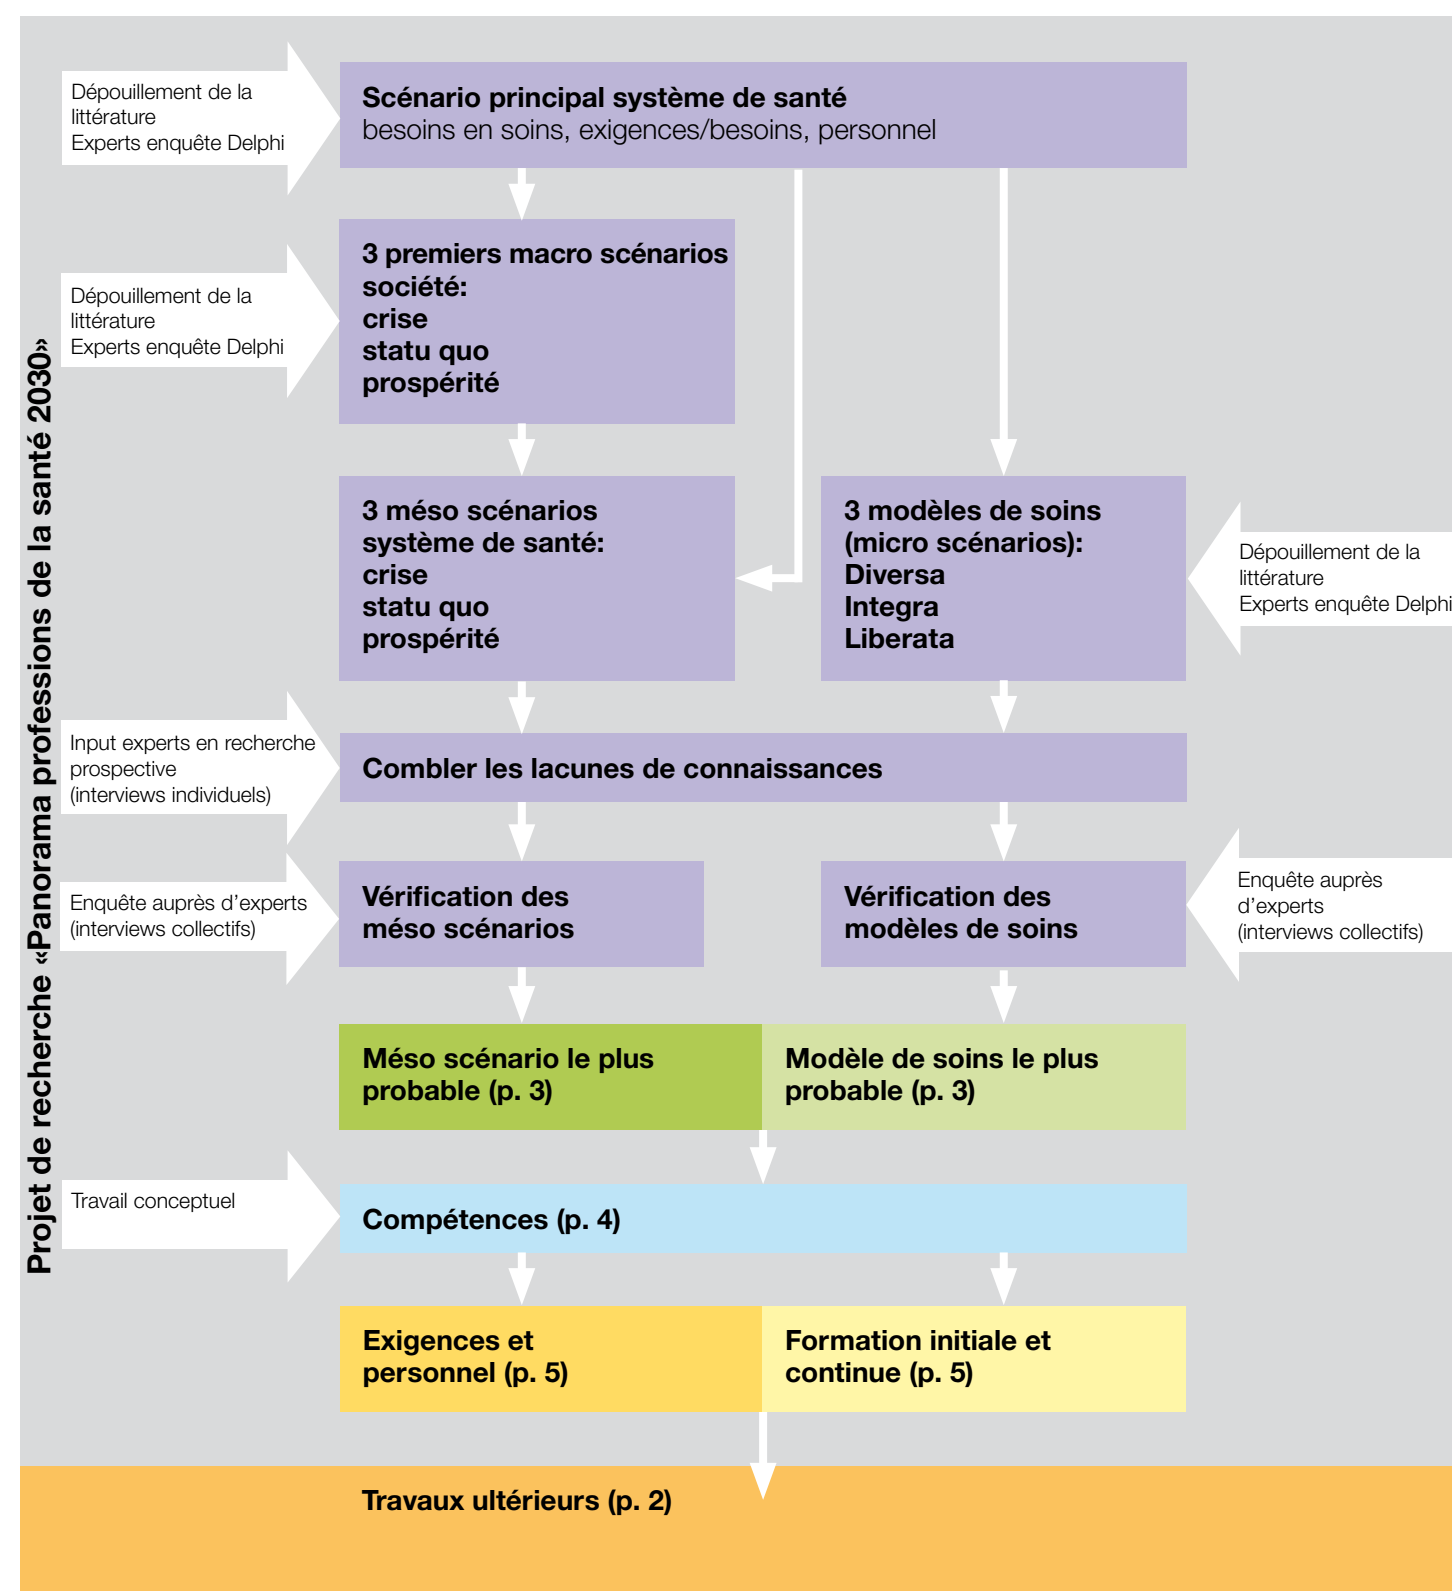 Projet de recherche «Panorama professions de la santé 2030»
Dépouillement de la
littérature
Experts enquête Delphi
Scénario principal système de santé
besoins en soins, exigences/besoins, personnel
Dépouillement de la
littérature
Experts enquête Delphi
3 premiers macro scénarios
société:
crise
statu quo
prospérité
3 méso scénarios
système de santé:
crise
statu quo
prospérité
3 modèles de soins
(micro scénarios):
Diversa
Integra
Liberata
Dépouillement de la
littérature
Experts enquête Delphi
Input experts en recherche
prospective
(interviews individuels)
Combler les lacunes de connaissances
Enquête auprès d'experts
(interviews collectifs)
Vérification des
méso scénarios
Vérification des
modèles de soins
Enquête auprès
d'experts
(interviews collectifs)
Méso scénario le plus
probable (p. 3)
Modèle de soins le plus
probable (p. 3)
Travail conceptuel
Compétences (p. 4)
Exigences et
personnel (p. 5)
Formation initiale et
continue (p. 5)
Travaux ultérieurs (p. 2)